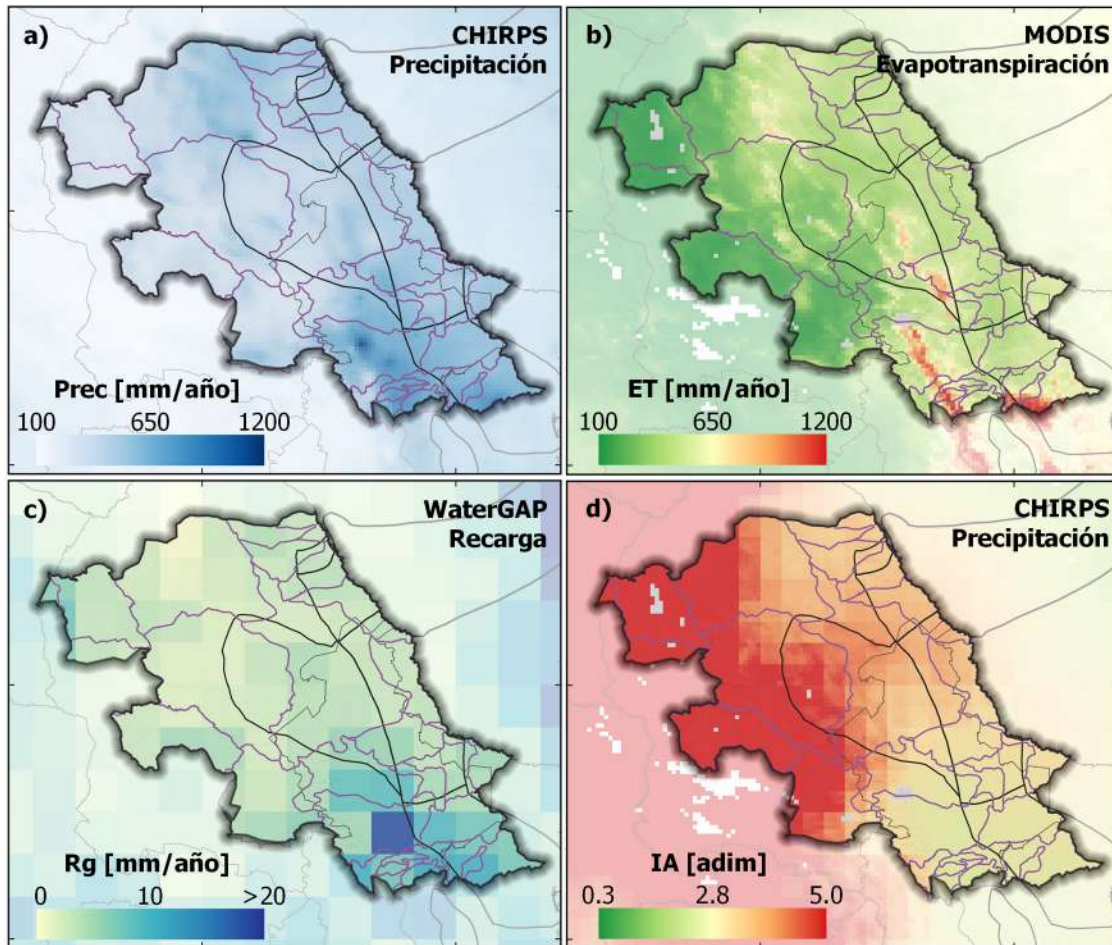 a)
CHIRPS
Precipitación
Prec [mm/año]
100 650 1200
b)
MODIS
Evapotranspiración
ET [mm/año]
100 650 1200
c)
WaterGAP
Recarga
Rg [mm/año]
0 10 >20
d)
CHIRPS
Precipitación
IA [adim]
0.3 2.8 5.0